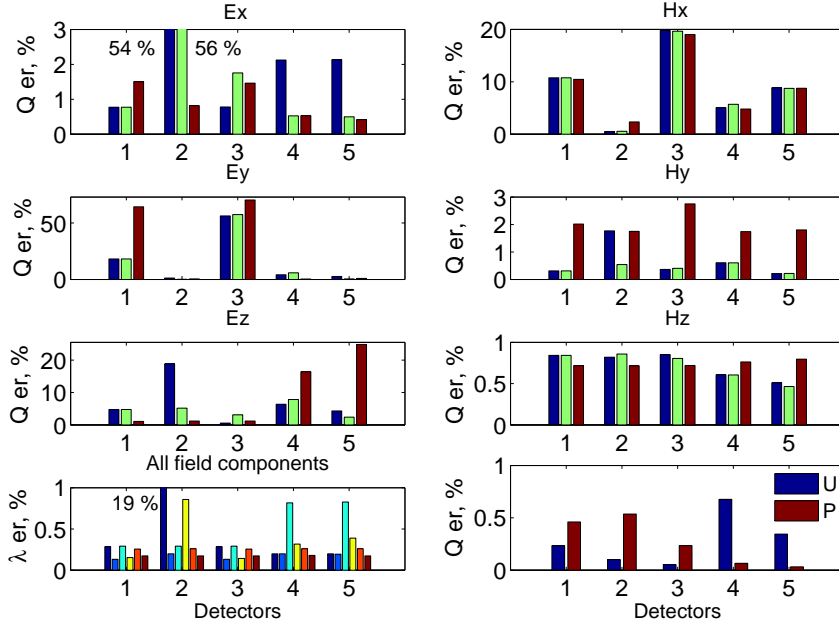 Ex
Q er, %
3
2
1
0
54 %
56 %
1 2 3 4 5
Hx
Q er, %
20
10
0
1 2 3 4 5
Ey
Q er, %
50
0
1 2 3 4 5
Hy
Q er, %
3
2
1
0
1 2 3 4 5
Ez
Q er, %
20
10
0
1 2 3 4 5
Hz
Q er, %
1
0.5
0
1 2 3 4 5
All field components
λ er, %
1
0.5
0
19 %
1 2 3 4 5
Detectors
Q er, %
1
0.5
0
U
P
1 2 3 4 5
Detectors